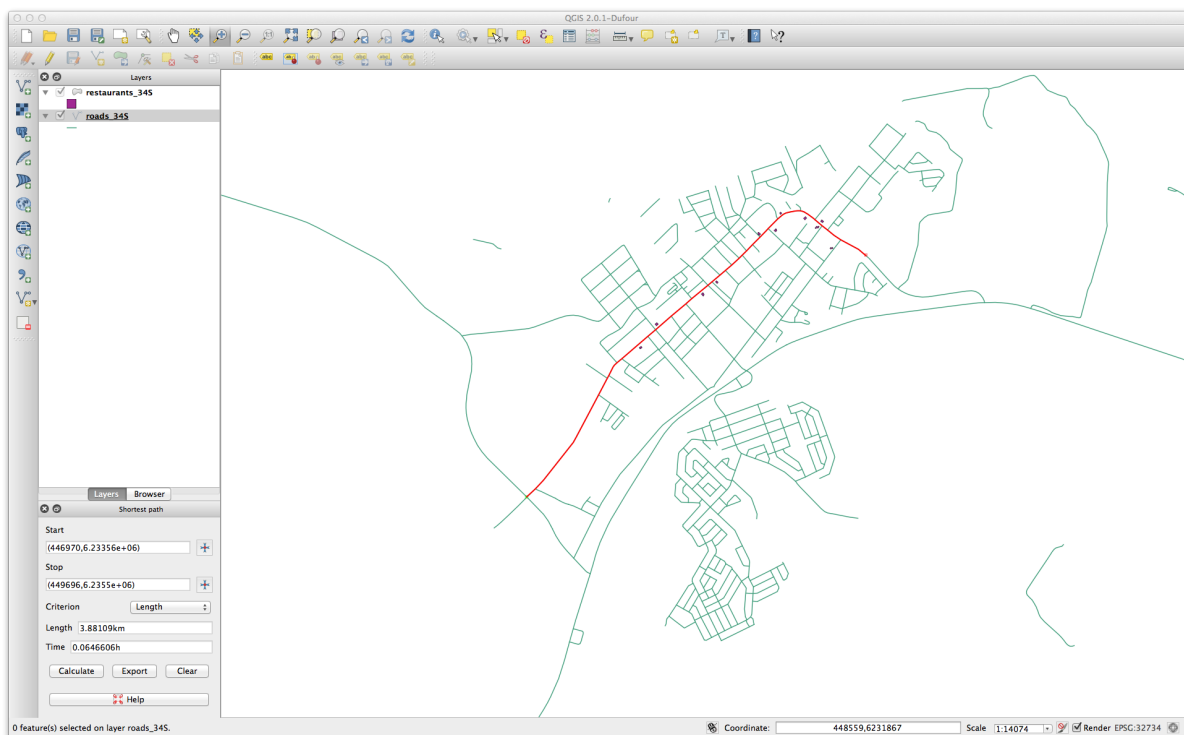 QGIS 2.0.1-Dufour
Layers
restaurants_34S
roads_34S
Layers Browser
Shortest path
Start
(446970,6.23356e+06)
Stop
(449696,6.2355e+06)
Criterion Length
Length 3.88109km
Time 0.0646606h
Calculate Export Clear
Help
0 feature(s) selected on layer roads_34S.
Coordinate: 448559,6231867 Scale 1:14074 Render EPSG:32734